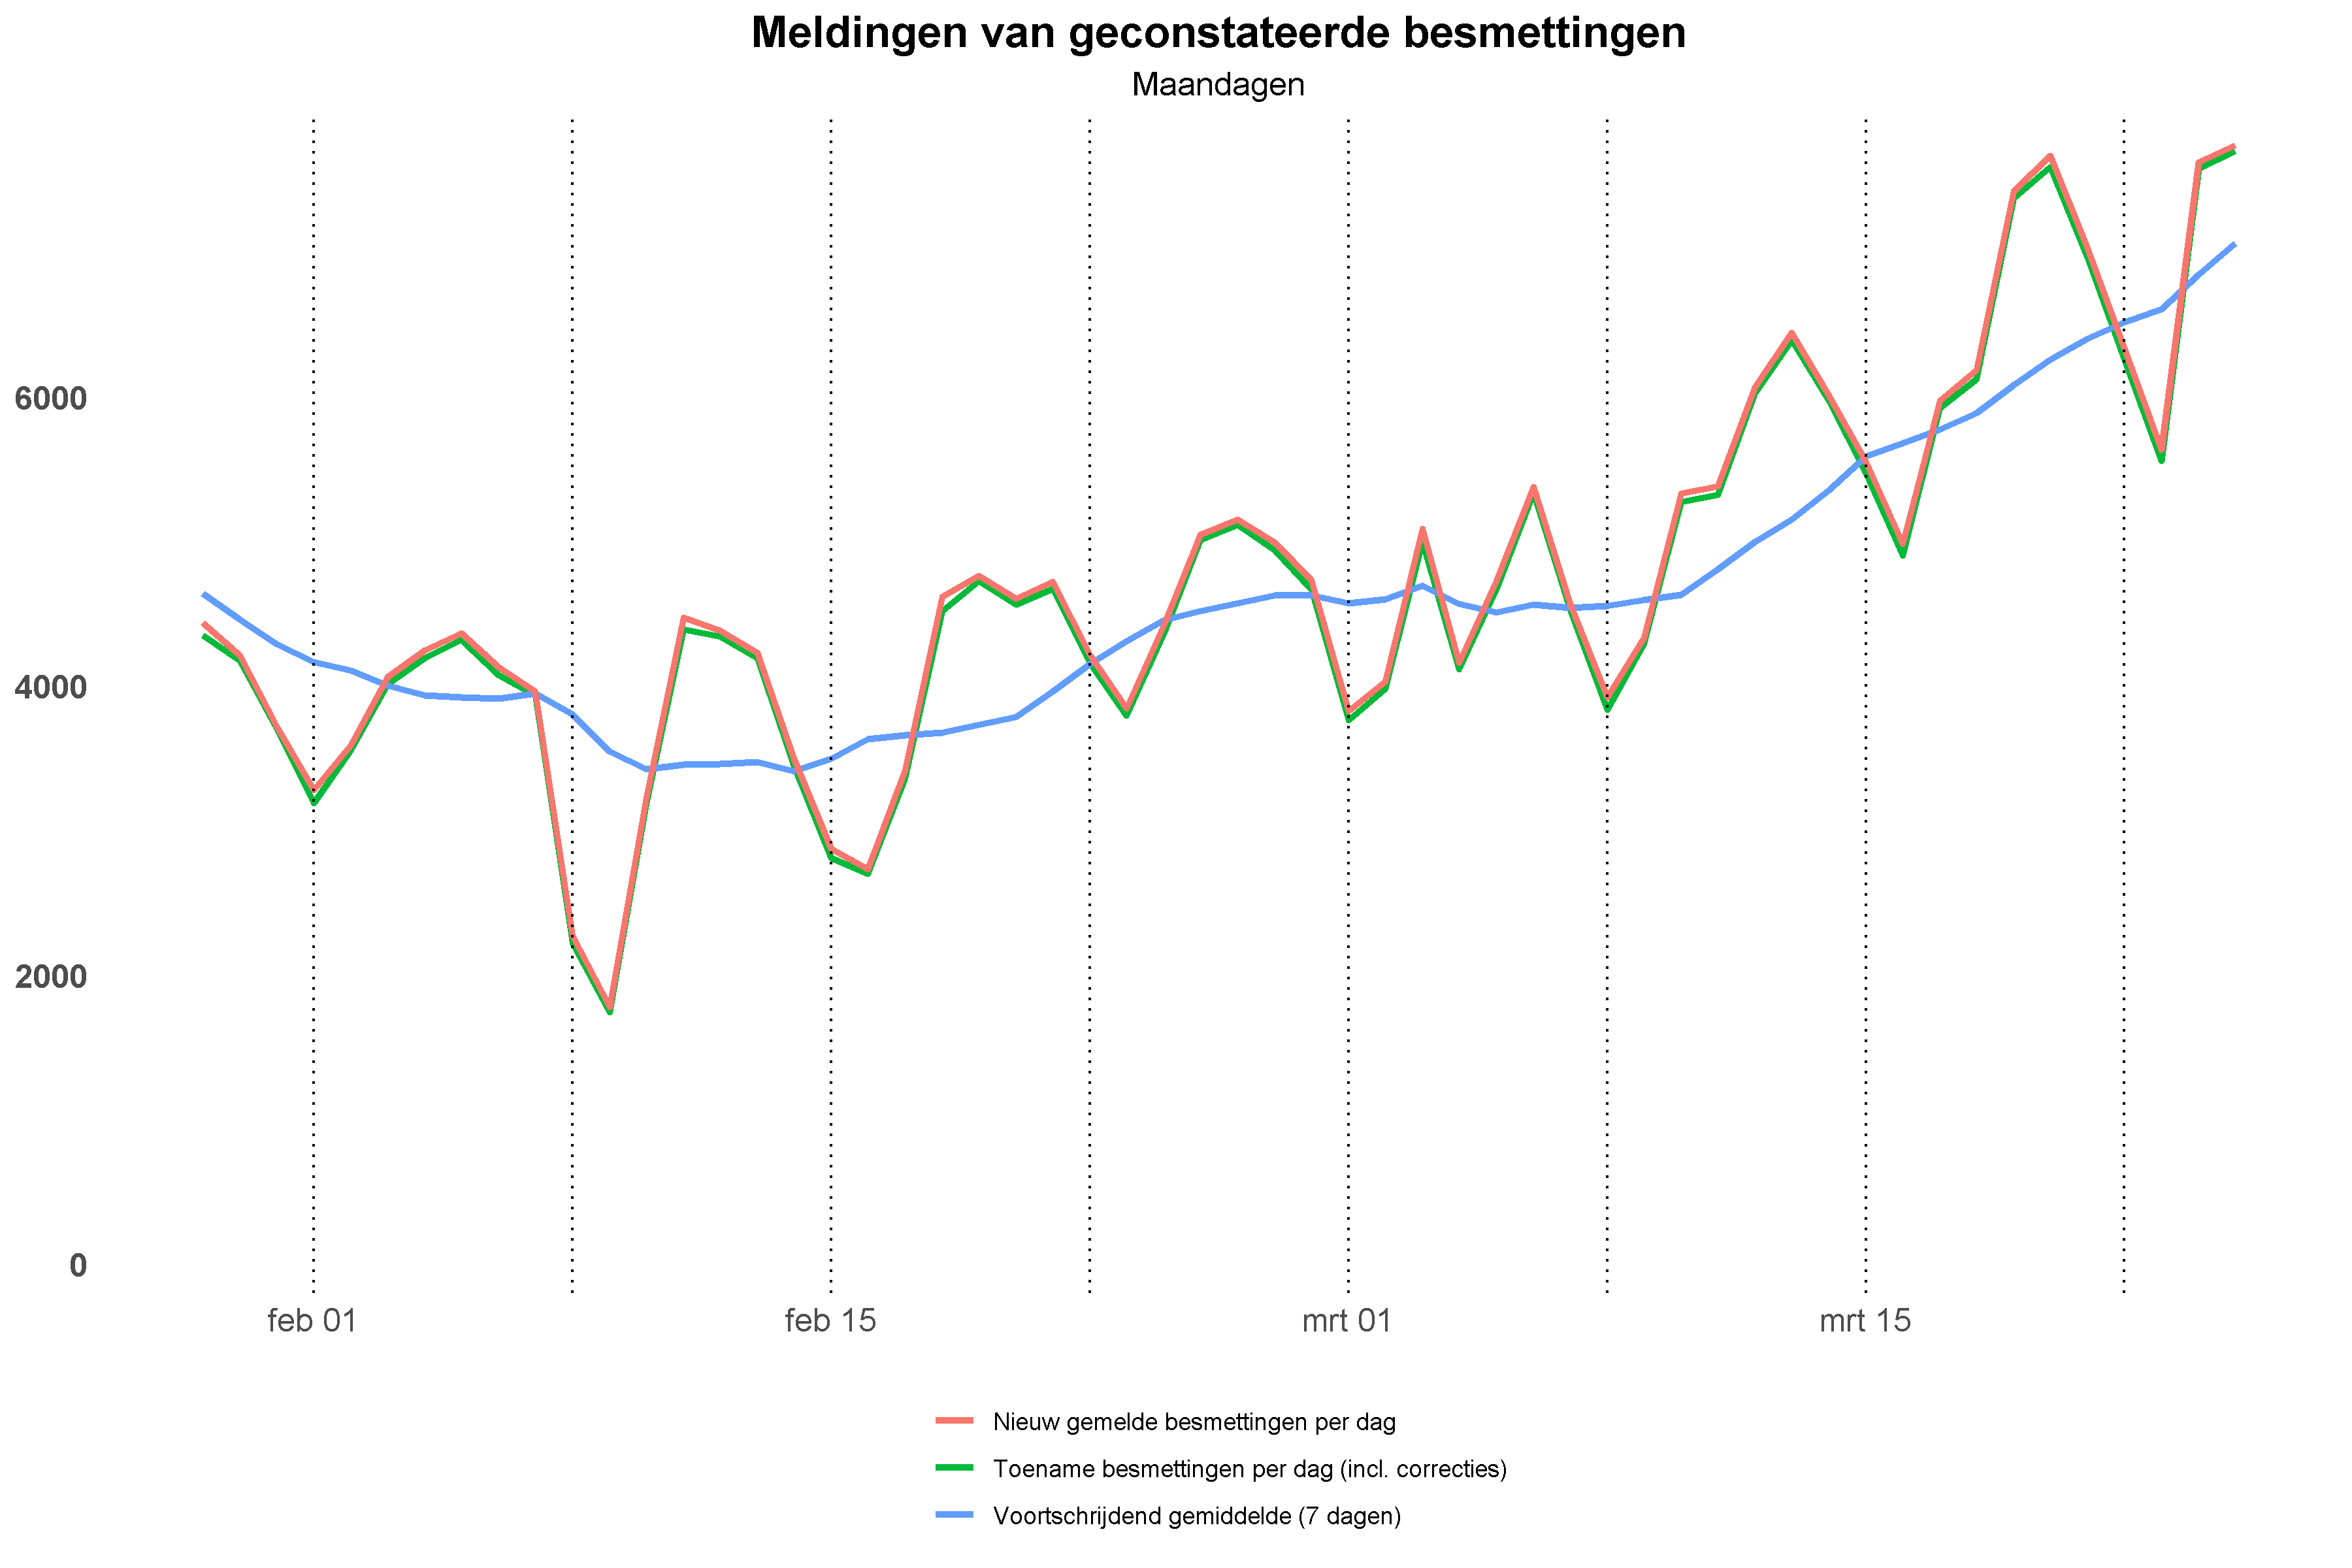 Meldingen van geconstateerde besmettingen
Maandagen
6000
4000
2000
0
feb 01
feb 15
mrt 01
mrt 15
Nieuw gemelde besmettingen per dag
Toename besmettingen per dag (incl. correcties)
Voortschrijdend gemiddelde (7 dagen)